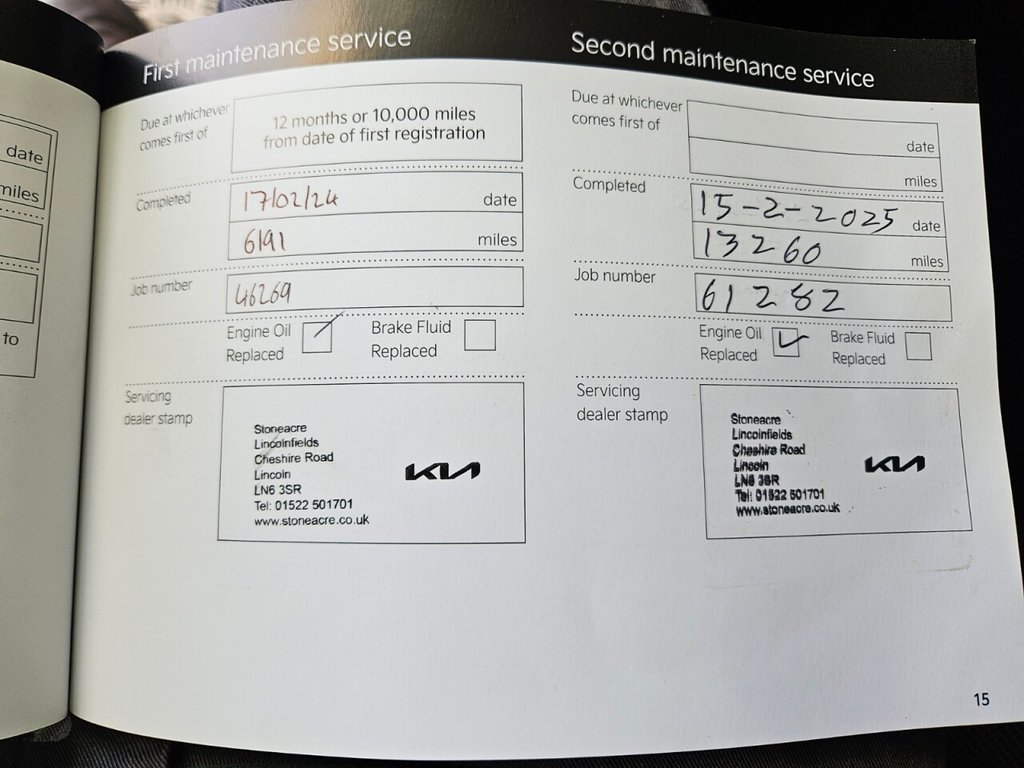 date
miles
to
First maintenance service
Due at whichever
comes first of
12 months or 10,000 miles
from date of first registration
Completed
17/02/24 date
6191 miles
Job number
46269
Engine Oil
Replaced
Brake Fluid
Replaced
Servicing
dealer stamp
Stoneacre
Lincolnfields
Cheshire Road
Lincoln
LN6 3SR
Tel: 01522 501701
www.stoneacre.co.uk
KIA
Second maintenance service
Due at whichever
comes first of
date
miles
Completed
15-2-2025 date
13260 miles
Job number
61282
Engine Oil
Replaced
Brake Fluid
Replaced
Servicing
dealer stamp
Stoneacre
Lincolnfields
Cheshire Road
Lincoln
LN6 3SR
Tel: 01522 501701
www.stoneacre.co.uk
KIA
15